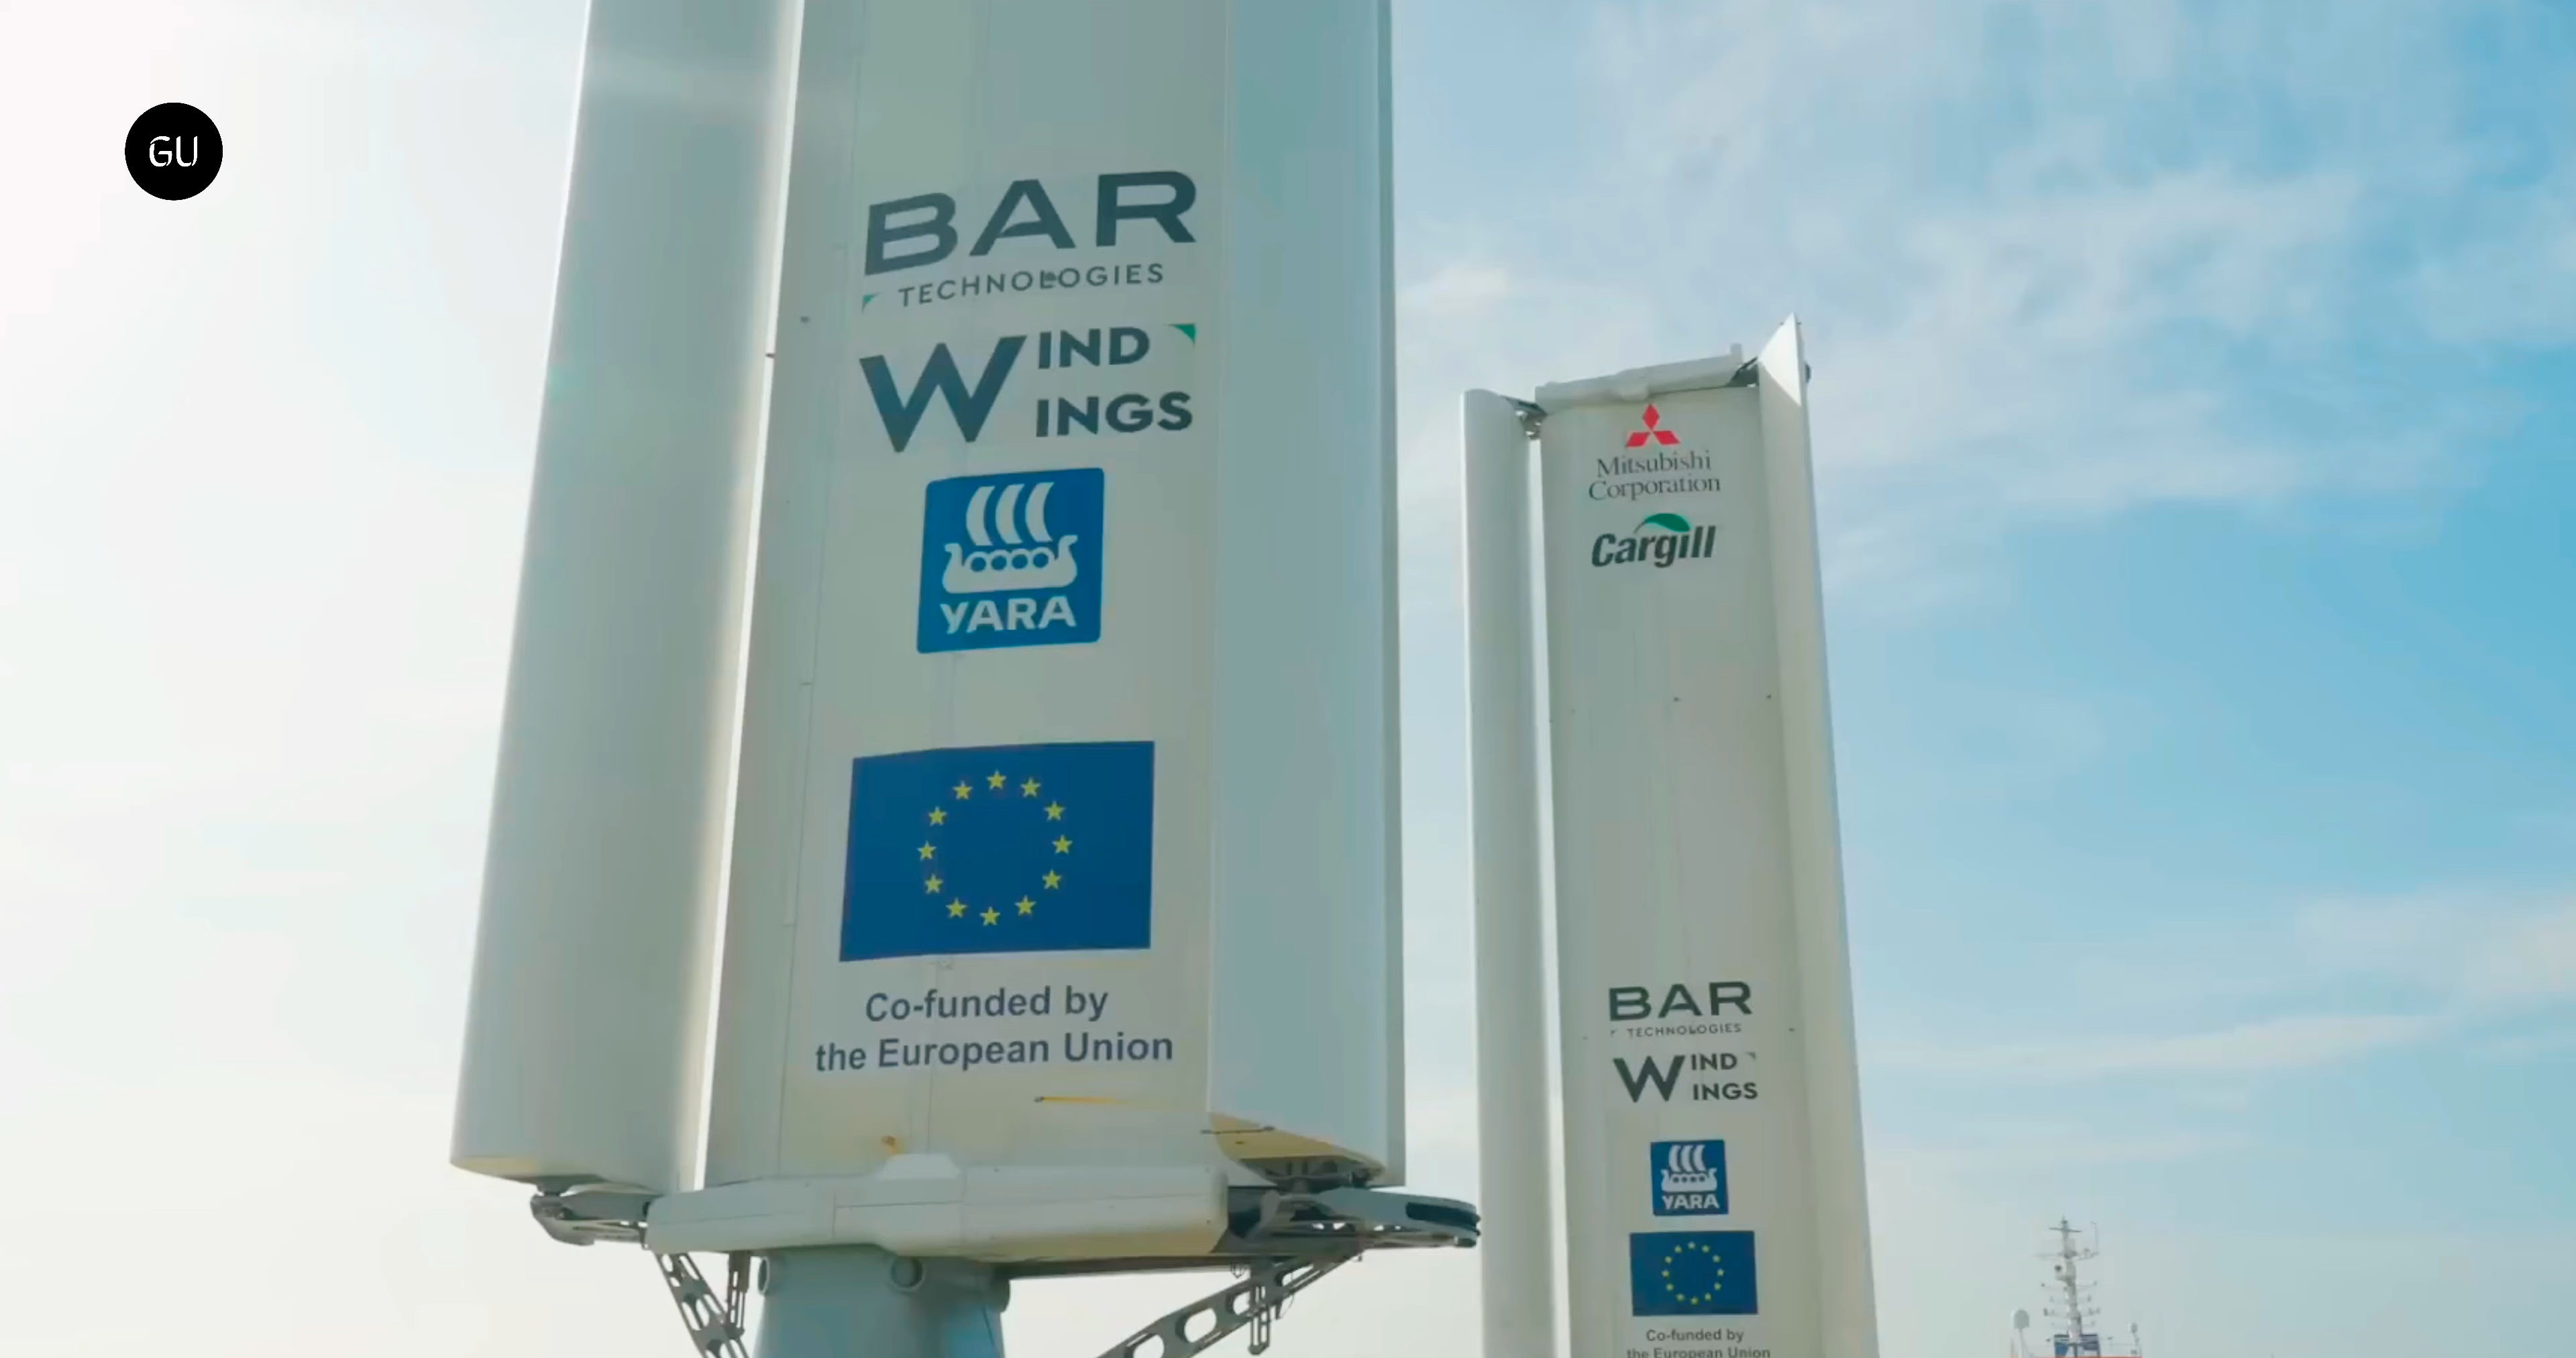 GU
BAR
TECHNOLOGIES
WIND
WINGS
YARA
Co-funded by
the European Union
Mitsubishi
Corporation
Cargill
BAR
TECHNOLOGIES
WIND
WINGS
YARA
Co-funded by
the European Union